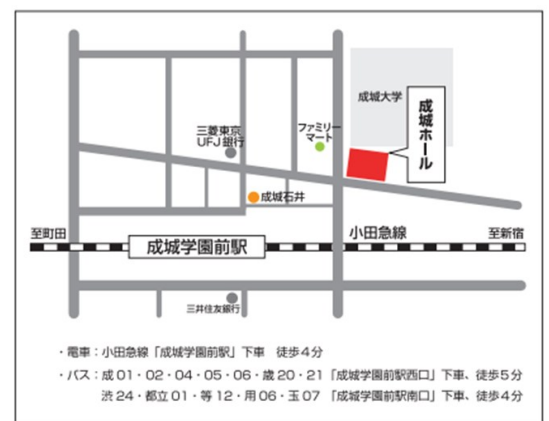 成城大学
成城ホール
三菱東京
UFJ銀行
ファミリー
マート
成城石井
至町田
成城学園前駅
小田急線
至新宿
三井住友銀行
・電車：小田急線「成城学園前駅」下車　徒歩4分
・バス：成01・02・04・05・06・歳20・21「成城学園前駅西口」下車、徒歩5分
渋24・都立01・等12・用06・玉07「成城学園前駅南口」下車、徒歩4分